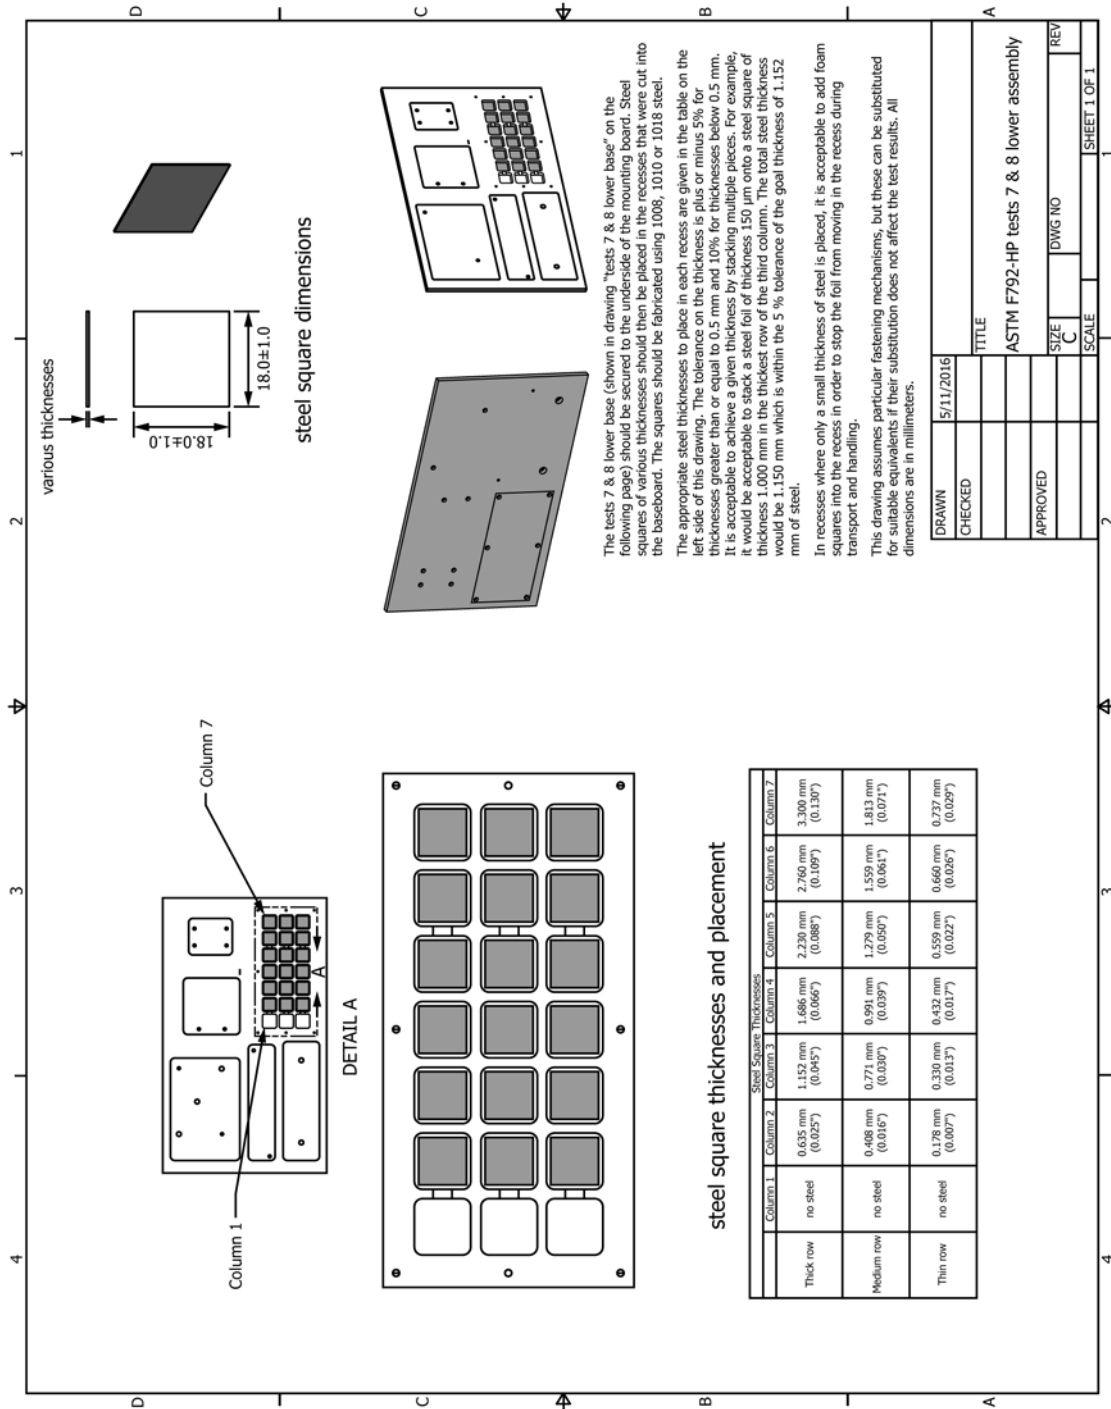 4
3
2
1
D
C
B
A
D
C
B
A
4
3
2
1
Column 1
Column 7
A
DETAIL A
various thicknesses
18.0±1.0
18.0±1.0
steel square dimensions
steel square thicknesses and placement
Steel Square Thicknesses
Column 1 Column 2 Column 3 Column 4 Column 5 Column 6 Column 7
Thick row no steel 0.635 mm (0.025") 1.152 mm (0.045") 1.686 mm (0.066") 2.230 mm (0.088") 2.760 mm (0.109") 3.300 mm (0.130")
Medium row no steel 0.408 mm (0.016") 0.771 mm (0.030") 0.991 mm (0.039") 1.279 mm (0.050") 1.559 mm (0.061") 1.813 mm (0.071")
Thin row no steel 0.178 mm (0.007") 0.330 mm (0.013") 0.432 mm (0.017") 0.559 mm (0.022") 0.660 mm (0.026") 0.737 mm (0.029")
The tests 7 & 8 lower base (shown in drawing "tests 7 & 8 lower base" on the
following page) should be secured to the underside of the mounting board. Steel
squares of various thicknesses should then be placed in the recesses that were cut into
the baseboard. The squares should be fabricated using 1008, 1010 or 1018 steel.
The appropriate steel thicknesses to place in each recess are given in the table on the
left side of this drawing. The tolerance on the thickness is plus or minus 5% for
thicknesses greater than or equal to 0.5 mm and 10% for thicknesses below 0.5 mm.
It is acceptable to achieve a given thickness by stacking multiple pieces. For example,
it would be acceptable to stack a steel foil of thickness 150 µm onto a steel square of
thickness 1.000 mm in the thickest row of the third column. The total steel thickness
would be 1.150 mm which is within the 5 % tolerance of the goal thickness of 1.152
mm of steel.
In recesses where only a small thickness of steel is placed, it is acceptable to add foam
squares into the recess in order to stop the foil from moving in the recess during
transport and handling.
This drawing assumes particular fastening mechanisms, but these can be substituted
for suitable equivalents if their substitution does not affect the test results. All
dimensions are in millimeters.
DRAWN
5/11/2016
CHECKED
APPROVED
TITLE
ASTM F792-HP tests 7 & 8 lower assembly
SIZE
C
DWG NO
REV
SCALE
SHEET 1 OF 1